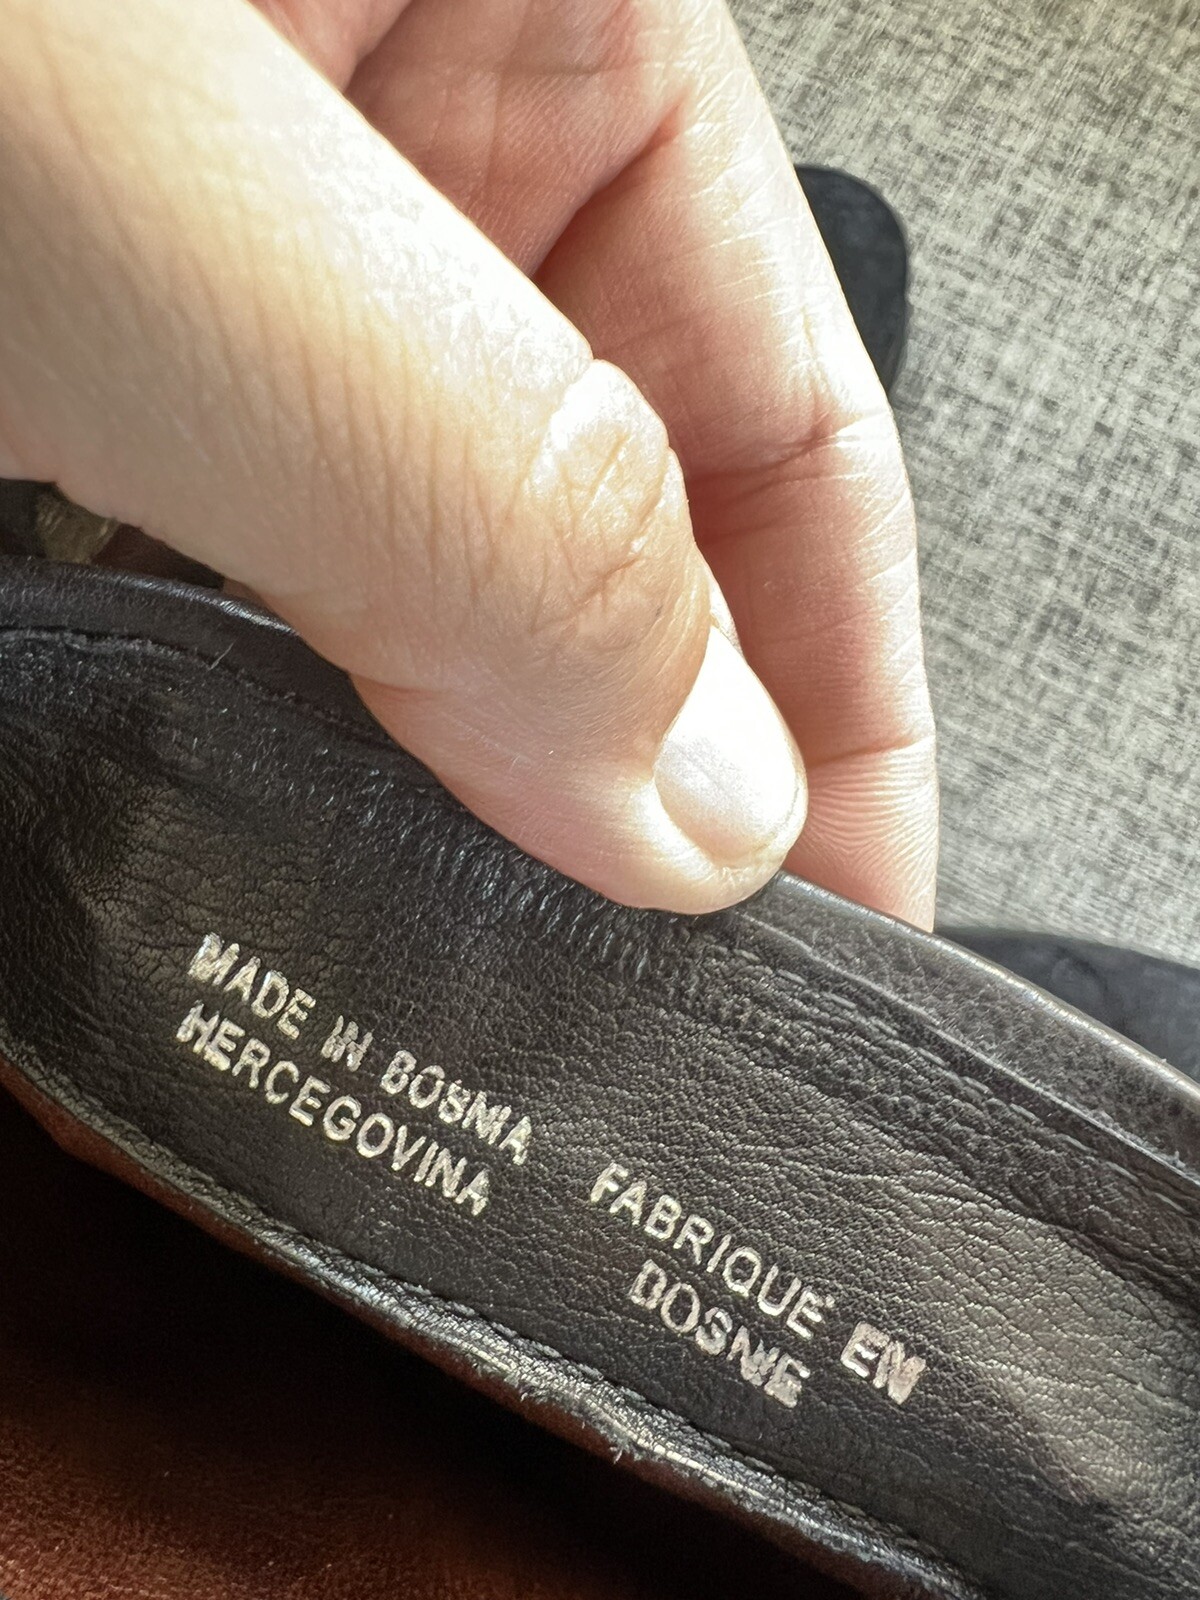 MADE IN BOSNIA
HERCEGOVINA
FABRIQUE EN
BOSNIE